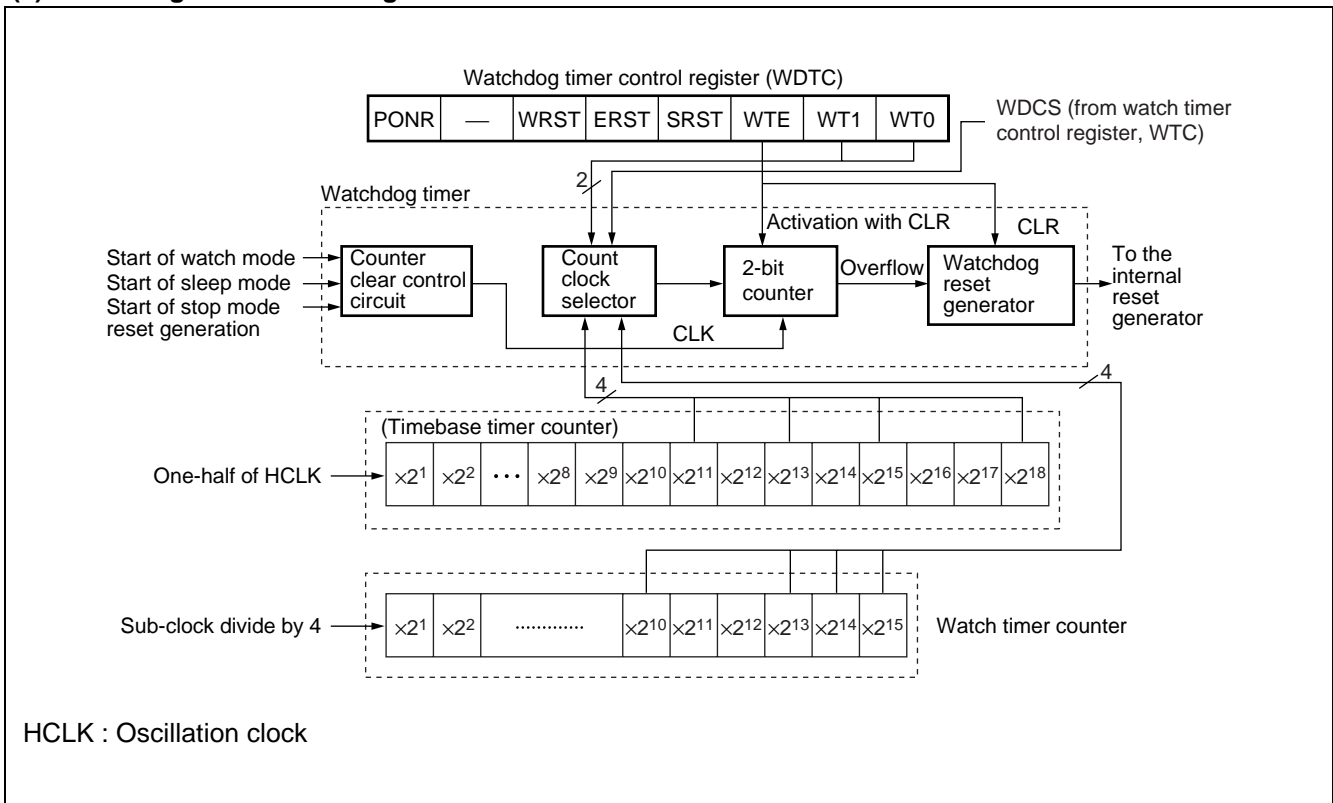 Watchdog timer control register (WDTC)
PONR — WRST ERST SRST WTE WT1 WT0
WDCS (from watch timer
control register, WTC)
2
Watchdog timer
Activation with CLR
CLR
Start of watch mode
Start of sleep mode
Start of stop mode
reset generation
Counter
clear control
circuit
Count
clock
selector
2-bit
counter
Overflow
Watchdog
reset
generator
To the
internal
reset
generator
CLK
4
4
(Timebase timer counter)
One-half of HCLK
×2¹ ×2² ··· ×2⁸ ×2⁹ ×2¹⁰ ×2¹¹ ×2¹² ×2¹³ ×2¹⁴ ×2¹⁵ ×2¹⁶ ×2¹⁷ ×2¹⁸
Sub-clock divide by 4
×2¹ ×2² ············· ×2¹⁰ ×2¹¹ ×2¹² ×2¹³ ×2¹⁴ ×2¹⁵
Watch timer counter
HCLK : Oscillation clock